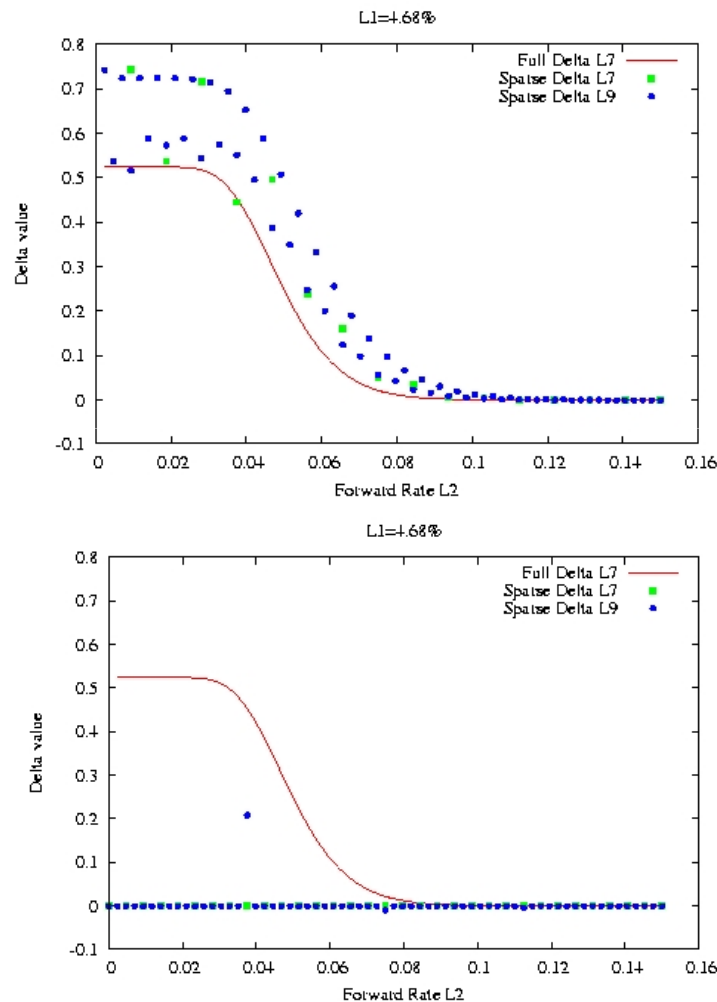 L1=4.68%
Full Delta L7
Sparse Delta L7
Sparse Delta L9
0.8
0.7
0.6
0.5
0.4
0.3
0.2
0.1
0
-0.1
Delta value
0 0.02 0.04 0.06 0.08 0.1 0.12 0.14 0.16
Forward Rate L2
L1=4.68%
Full Delta L7
Sparse Delta L7
Sparse Delta L9
0.8
0.7
0.6
0.5
0.4
0.3
0.2
0.1
0
-0.1
Delta value
0 0.02 0.04 0.06 0.08 0.1 0.12 0.14 0.16
Forward Rate L2